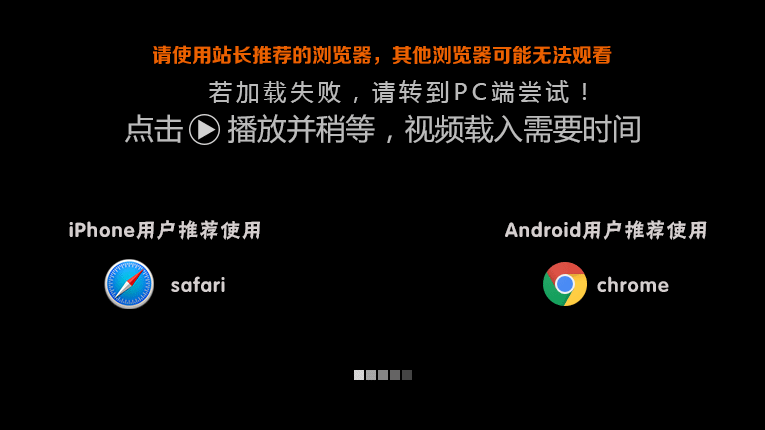 请使用站长推荐的浏览器，其他浏览器可能无法观看
若加载失败，请转到PC端尝试！
点击播放并稍等，视频载入需要时间
iPhone用户推荐使用
Android用户推荐使用
safari
chrome